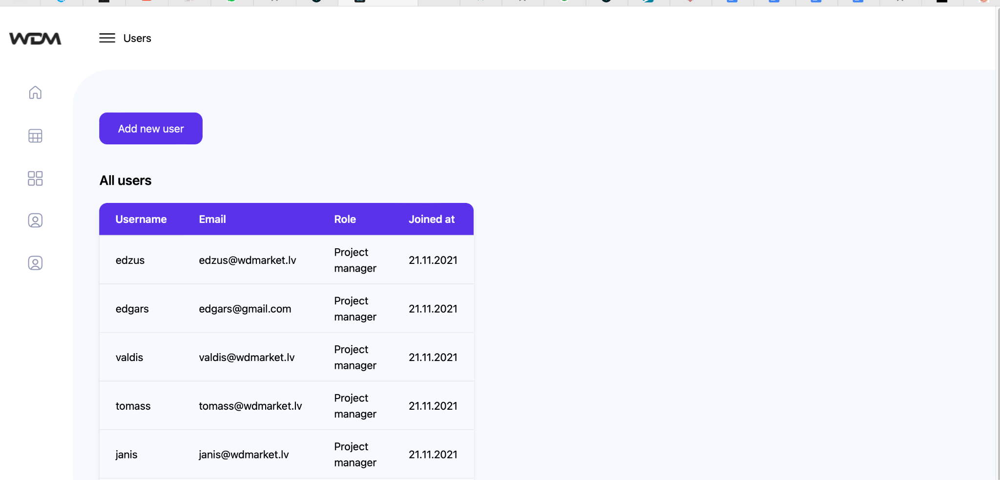 WDM
Users
Add new user
All users
Username Email Role Joined at
edzus edzus@wdmarket.lv Project manager 21.11.2021
edgars edgars@gmail.com Project manager 21.11.2021
valdis valdis@wdmarket.lv Project manager 21.11.2021
tomass tomass@wdmarket.lv Project manager 21.11.2021
janis janis@wdmarket.lv Project manager 21.11.2021